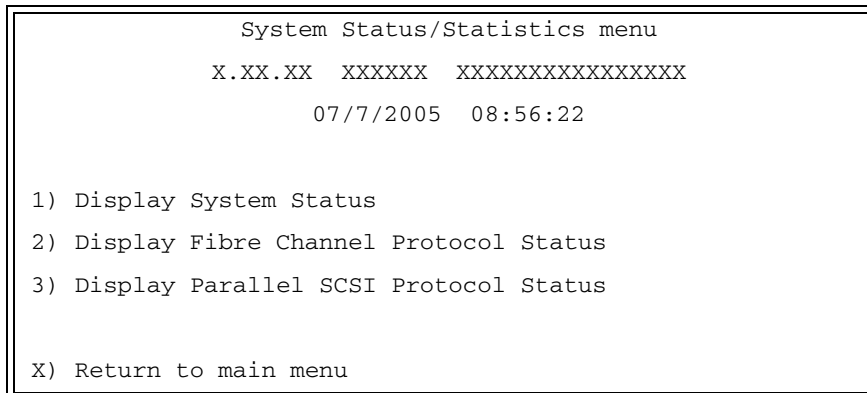 System Status/Statistics menu
X.XX.XX XXXXXX XXXXXXXXXXXXXXXX
07/7/2005 08:56:22
1) Display System Status
2) Display Fibre Channel Protocol Status
3) Display Parallel SCSI Protocol Status
X) Return to main menu